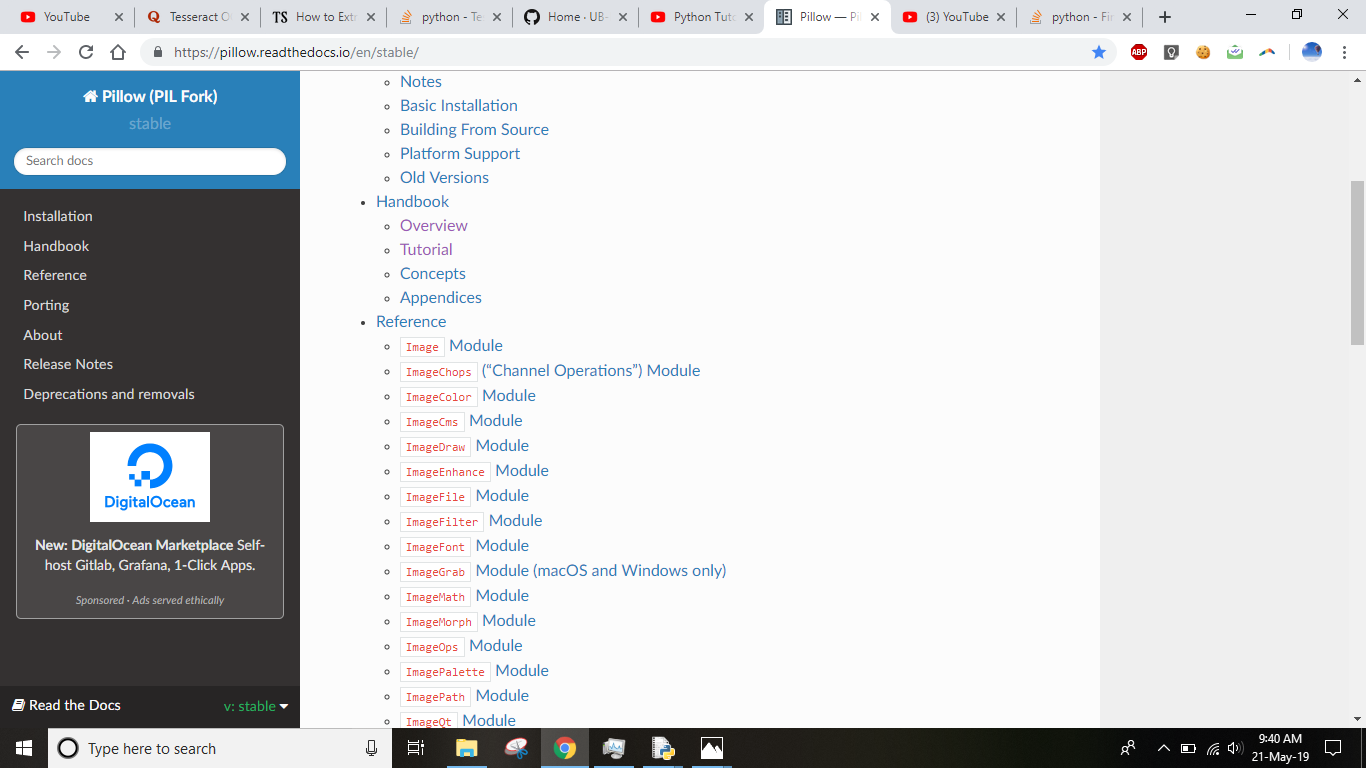 YouTube
Tesseract O
TS How to Extr
python - Te
Home · UB-
Python Tuto
Pillow — Pi
(3) YouTube
python - Fin
https://pillow.readthedocs.io/en/stable/
ABP
Pillow (PIL Fork)
stable
Search docs
Installation
Handbook
Reference
Porting
About
Release Notes
Deprecations and removals
DigitalOcean
New: DigitalOcean Marketplace Self-
host Gitlab, Grafana, 1-Click Apps.
Sponsored · Ads served ethically
Read the Docs
v: stable
Notes
Basic Installation
Building From Source
Platform Support
Old Versions
Handbook
Overview
Tutorial
Concepts
Appendices
Reference
Image Module
ImageChops (“Channel Operations”) Module
ImageColor Module
ImageCms Module
ImageDraw Module
ImageEnhance Module
ImageFile Module
ImageFilter Module
ImageFont Module
ImageGrab Module (macOS and Windows only)
ImageMath Module
ImageMorph Module
ImageOps Module
ImagePalette Module
ImagePath Module
ImageQt Module
Type here to search
9:40 AM
21-May-19